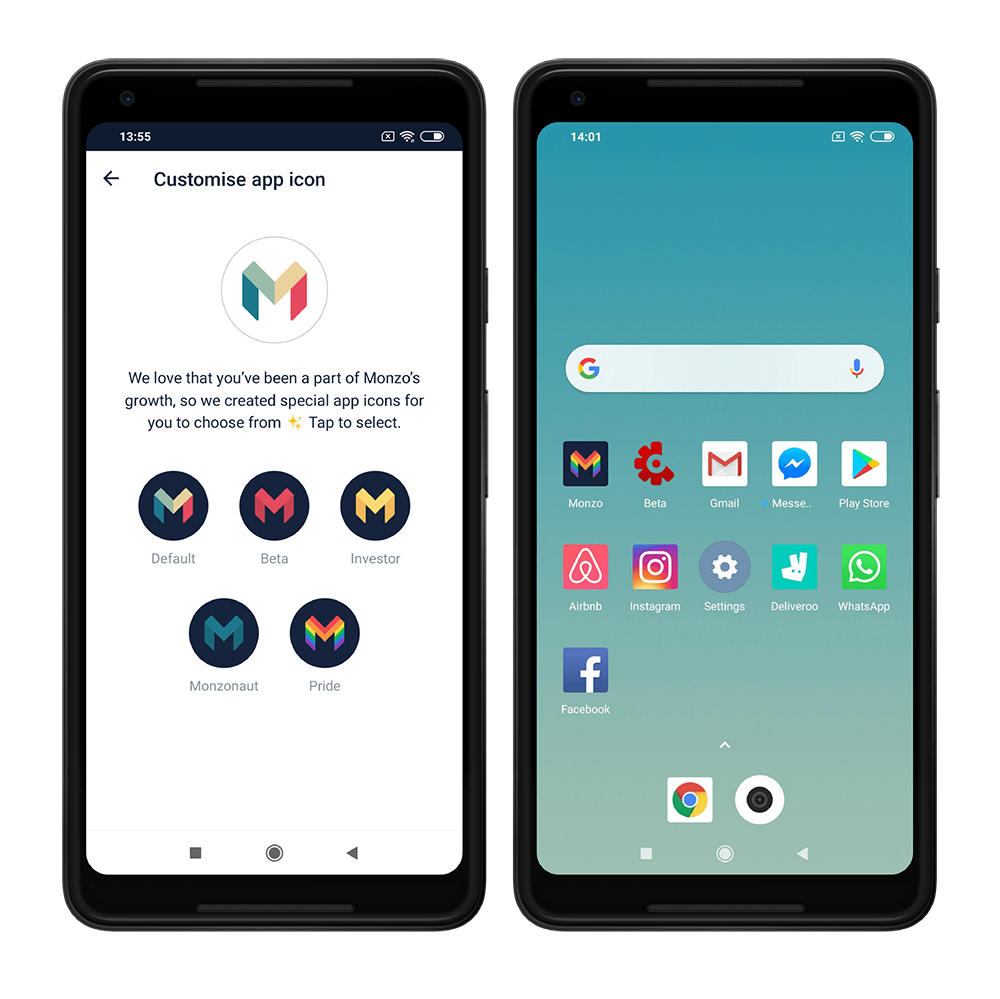 13:55
Customise app icon
We love that you’ve been a part of Monzo’s
growth, so we created special app icons for
you to choose from ✨ Tap to select.
Default
Beta
Investor
Monzonaut
Pride
14:01
Monzo
Beta
Gmail
Messe..
Play Store
Airbnb
Instagram
Settings
Deliveroo
WhatsApp
Facebook